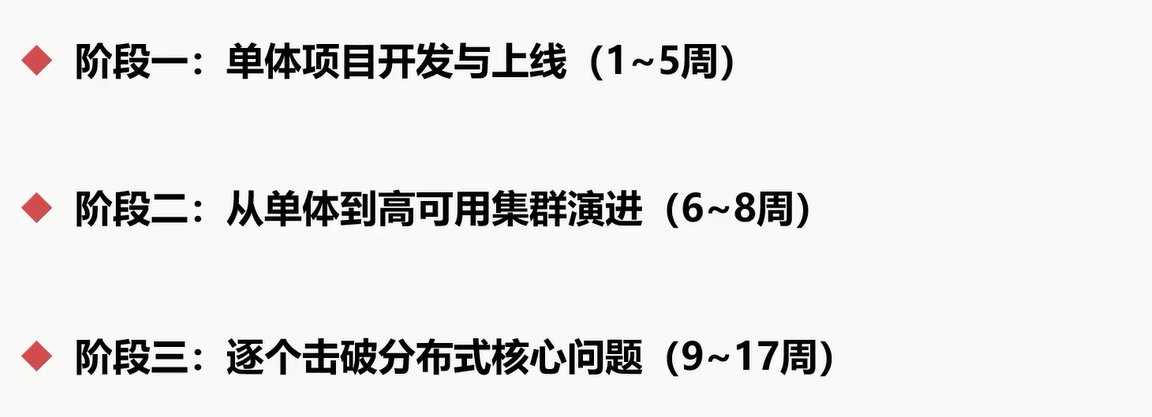 阶段一：单体项目开发与上线（1~5周）
阶段二：从单体到高可用集群演进（6~8周）
阶段三：逐个击破分布式核心问题（9~17周）